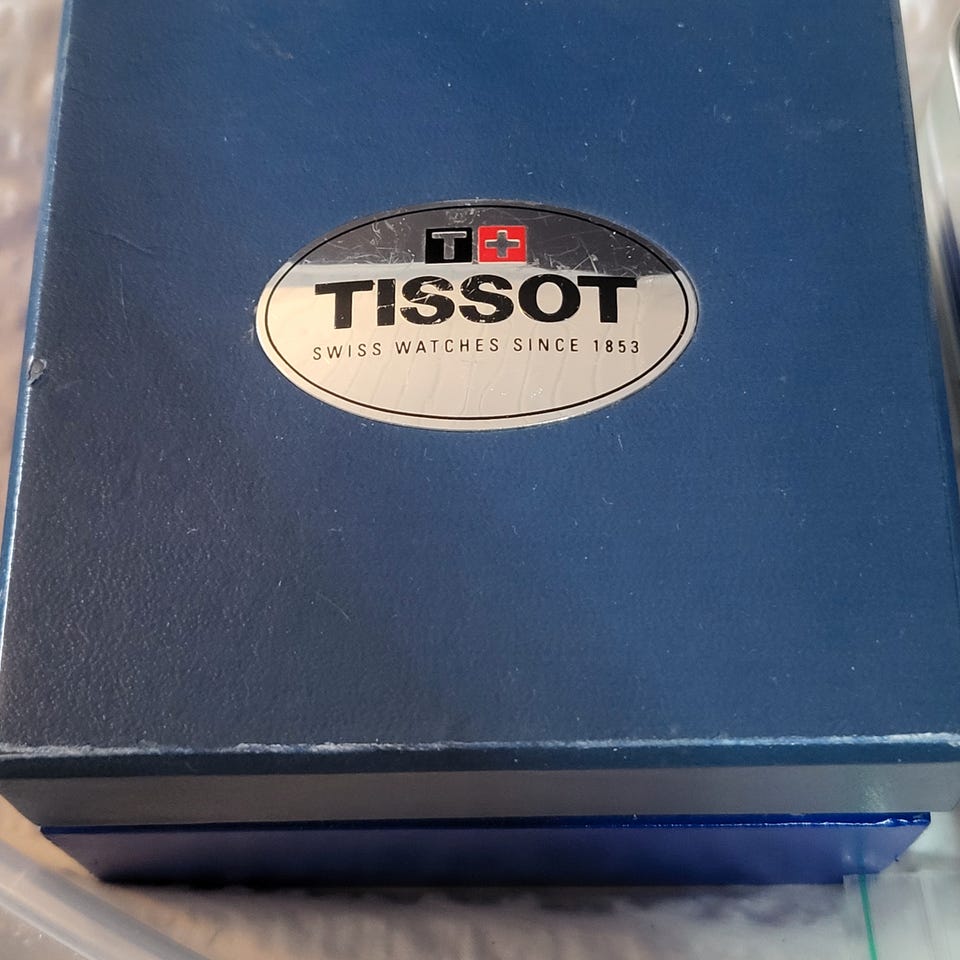 T+
TISSOT
SWISS WATCHES SINCE 1853